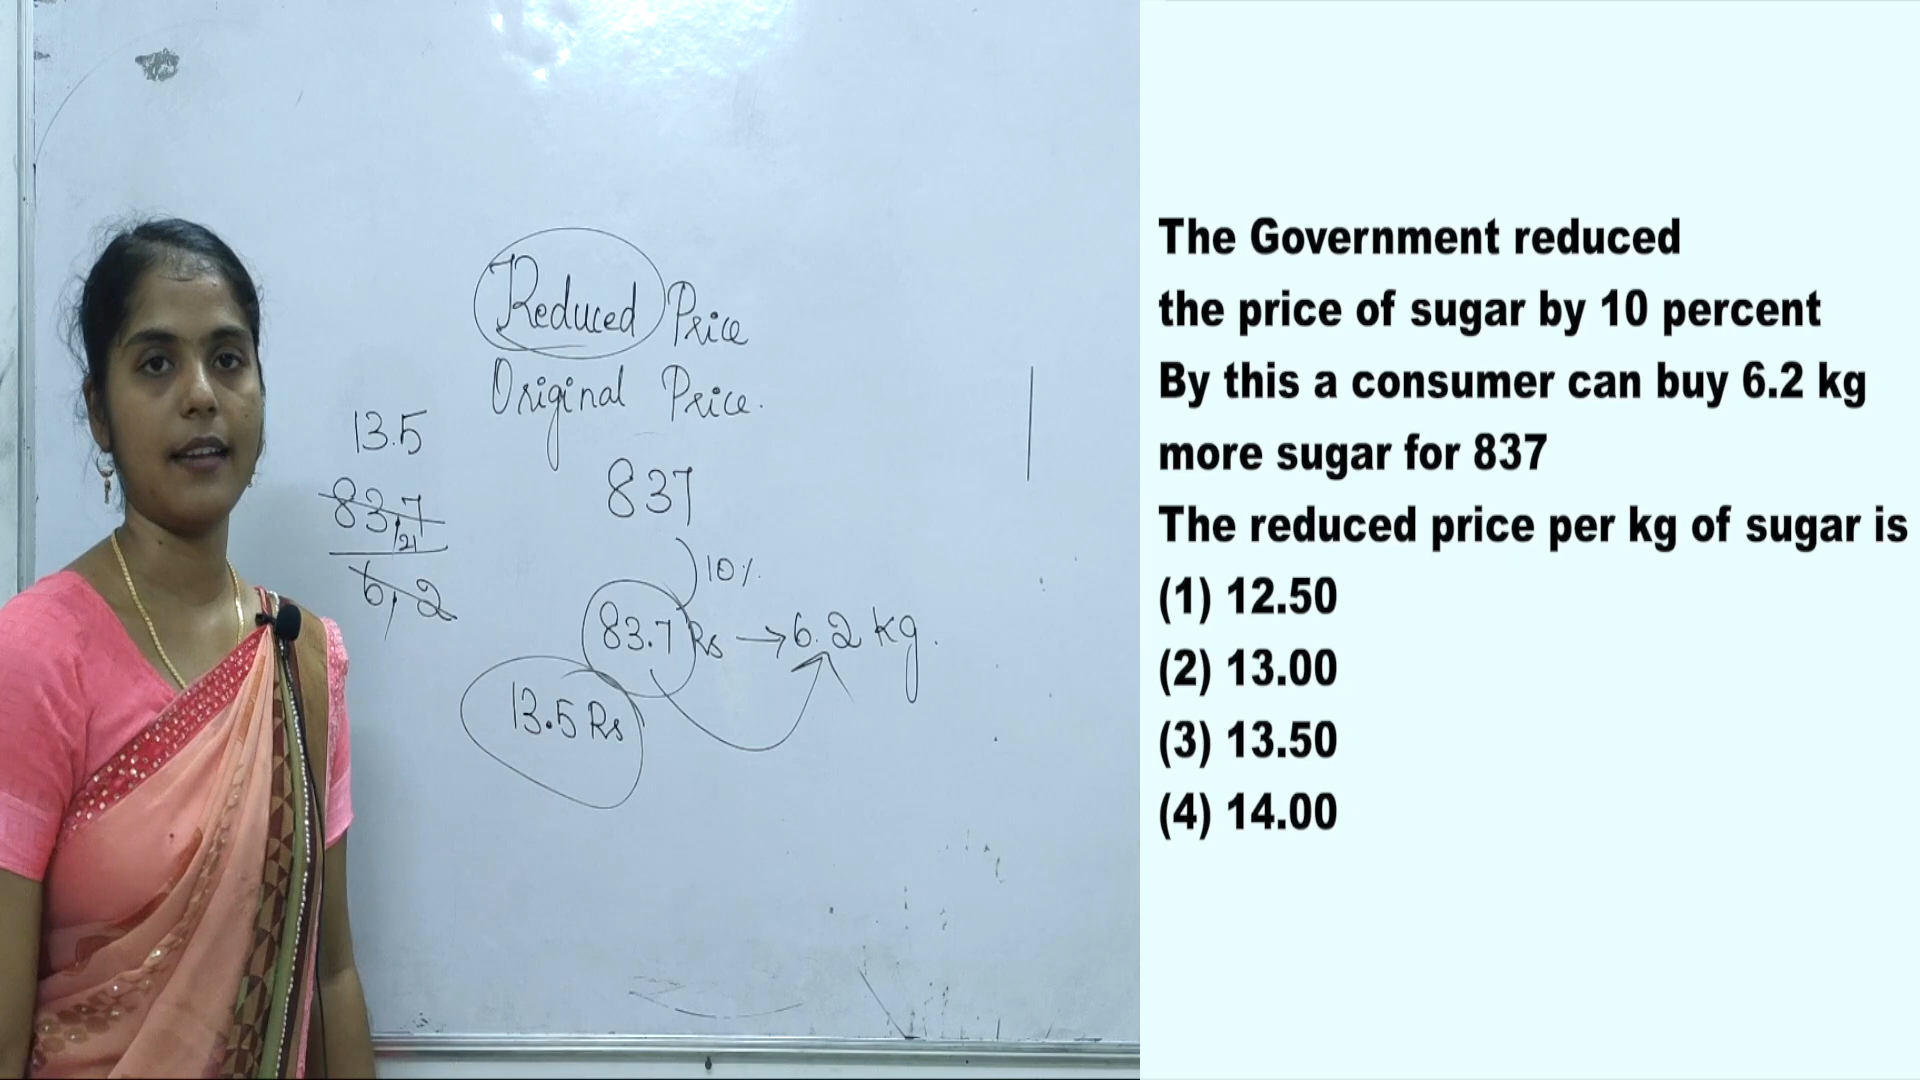 Reduced Price
Original Price.
13.5
83.7
21
6.2
837
10%.
83.7 Rs → 6.2 kg.
13.5 Rs
The Government reduced
the price of sugar by 10 percent
By this a consumer can buy 6.2 kg
more sugar for 837
The reduced price per kg of sugar is
(1) 12.50
(2) 13.00
(3) 13.50
(4) 14.00